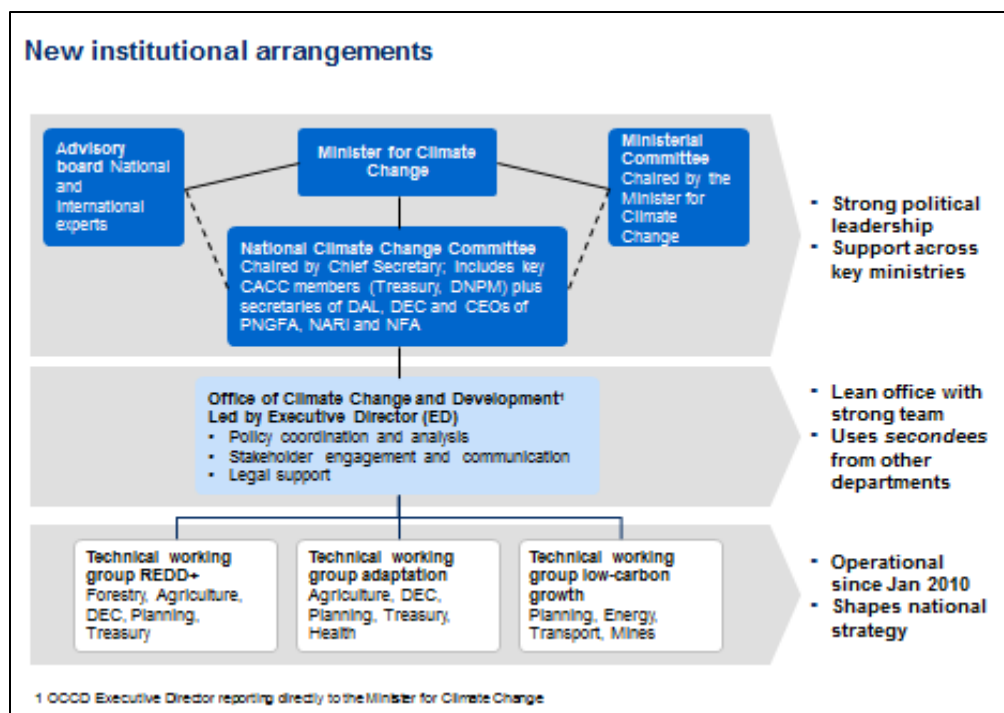 New institutional arrangements
Advisory
board National
and
International
experts
Minister for Climate
Change
Ministerial
Committee
Chaired by the
Minister for
Climate
Change
National Climate Change Committee
Chaired by Chief Secretary; Includes key
CACC members (Treasury, DNPM) plus
secretaries of DAL, DEC and CEOs of
PNGFA, NARI and NFA
▪ Strong political
leadership
▪ Support across
key ministries
Office of Climate Change and Development¹
Led by Executive Director (ED)
• Policy coordination and analysis
• Stakeholder engagement and communication
• Legal support
▪ Lean office with
strong team
▪ Uses secondees
from other
departments
Technical working
group REDD+
Forestry, Agriculture,
DEC, Planning,
Treasury
Technical working
group adaptation
Agriculture, DEC,
Planning, Treasury,
Health
Technical working
group low-carbon
growth
Planning, Energy,
Transport, Mines
▪ Operational
since Jan 2010
▪ Shapes national
strategy
1 OCCD Executive Director reporting directly to the Minister for Climate Change